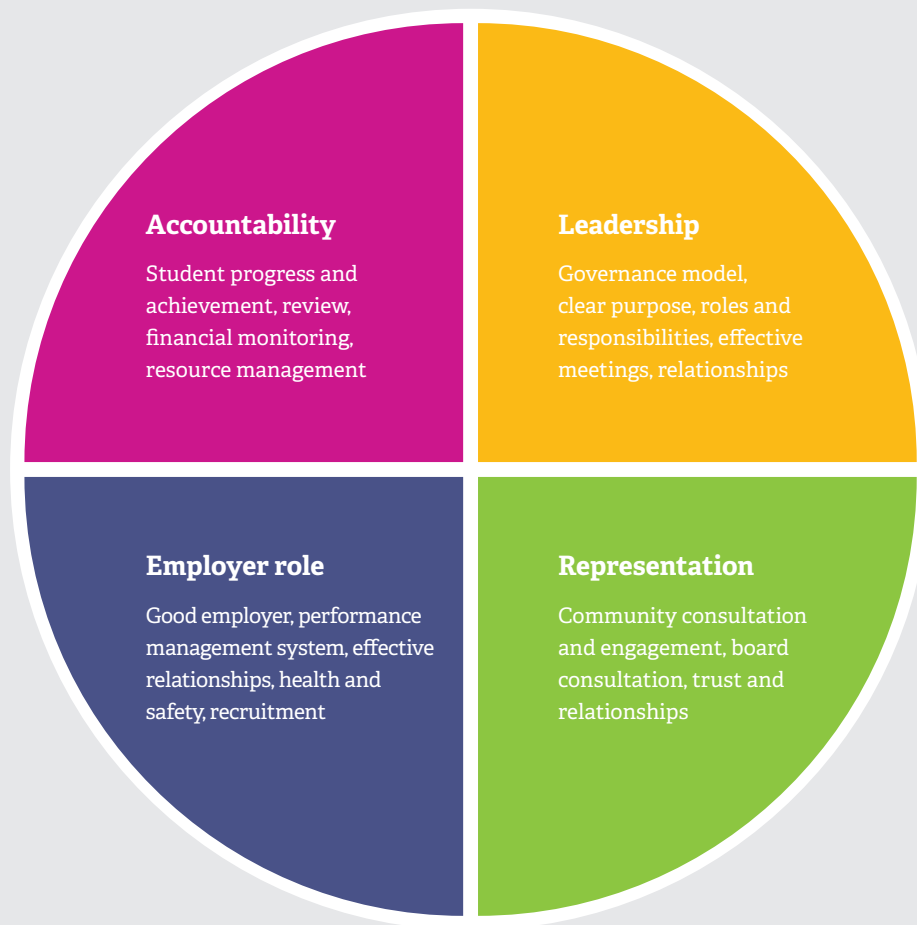 Accountability
Student progress and
achievement, review,
financial monitoring,
resource management
Leadership
Governance model,
clear purpose, roles and
responsibilities, effective
meetings, relationships
Employer role
Good employer, performance
management system, effective
relationships, health and
safety, recruitment
Representation
Community consultation
and engagement, board
consultation, trust and
relationships